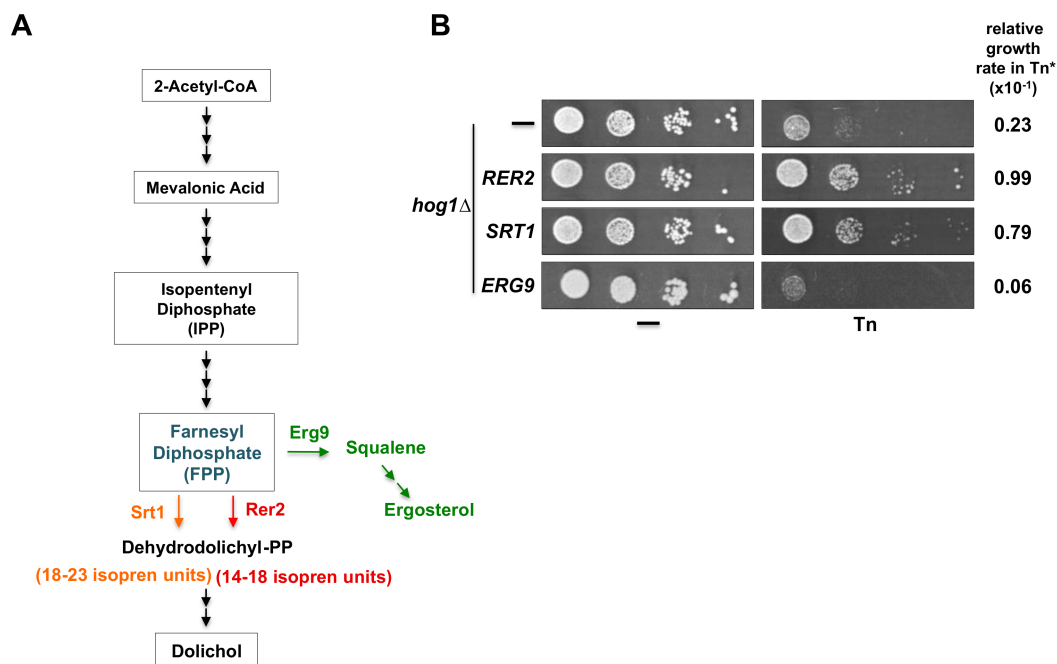 A
2-Acetyl-CoA
Mevalonic Acid
Isopentenyl
Diphosphate
(IPP)
Farnesyl
Diphosphate
(FPP)
Erg9
Squalene
Ergosterol
Srt1
Rer2
Dehydrodolichyl-PP
(18-23 isopren units)
(14-18 isopren units)
Dolichol
B
relative
growth
rate in Tn*
(x10-1)
hog1Δ
—
0.23
RER2
0.99
SRT1
0.79
ERG9
0.06
—
Tn